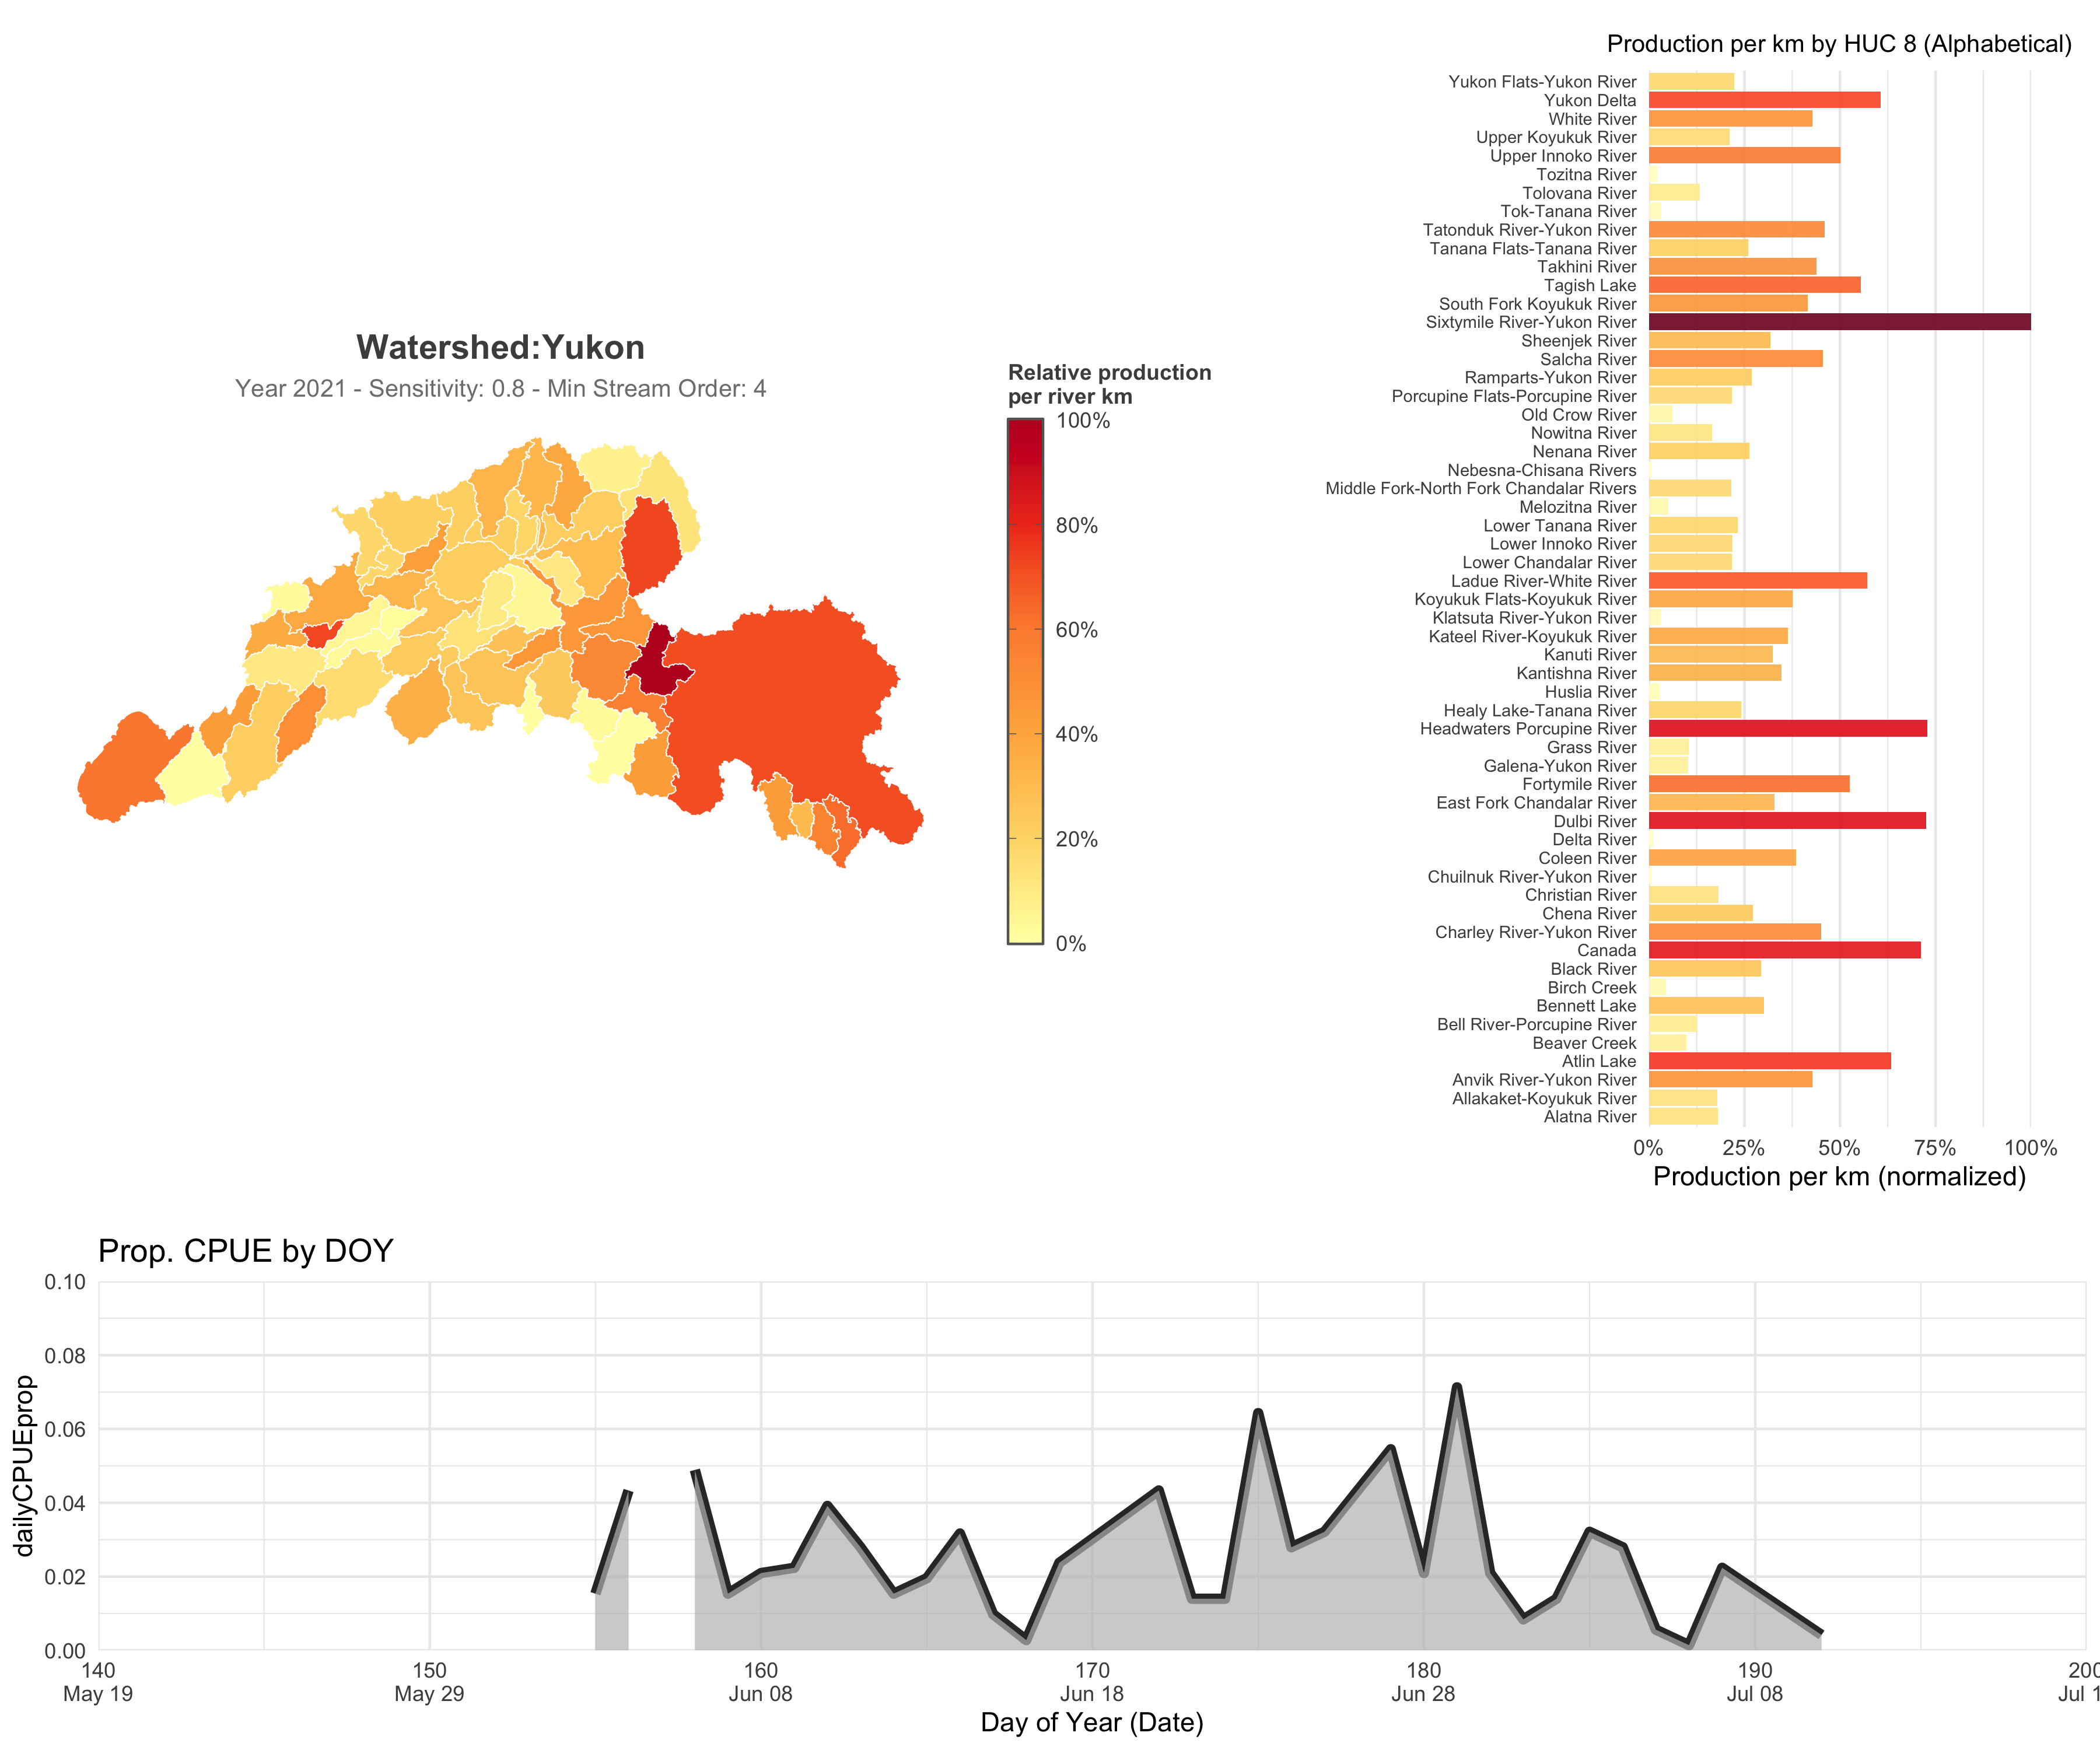 Production per km by HUC 8 (Alphabetical)
Yukon Flats-Yukon River
Yukon Delta
White River
Upper Koyukuk River
Upper Innoko River
Tozitna River
Tolovana River
Tok-Tanana River
Tatonduk River-Yukon River
Tanana Flats-Tanana River
Takhini River
Tagish Lake
South Fork Koyukuk River
Sixtymile River-Yukon River
Sheenjek River
Salcha River
Ramparts-Yukon River
Porcupine Flats-Porcupine River
Old Crow River
Nowitna River
Nenana River
Nebesna-Chisana Rivers
Middle Fork-North Fork Chandalar Rivers
Melozitna River
Lower Tanana River
Lower Innoko River
Lower Chandalar River
Ladue River-White River
Koyukuk Flats-Koyukuk River
Klatsuta River-Yukon River
Kateel River-Koyukuk River
Kanuti River
Kantishna River
Huslia River
Healy Lake-Tanana River
Headwaters Porcupine River
Grass River
Galena-Yukon River
Fortymile River
East Fork Chandalar River
Dulbi River
Delta River
Coleen River
Chuilnuk River-Yukon River
Christian River
Chena River
Charley River-Yukon River
Canada
Black River
Birch Creek
Bennett Lake
Bell River-Porcupine River
Beaver Creek
Atlin Lake
Anvik River-Yukon River
Allakaket-Koyukuk River
Alatna River
0% 25% 50% 75% 100%
Production per km (normalized)
Watershed:Yukon
Year 2021 - Sensitivity: 0.8 - Min Stream Order: 4
Relative production
per river km
100%
80%
60%
40%
20%
0%
Prop. CPUE by DOY
dailyCPUEprop
0.10
0.08
0.06
0.04
0.02
0.00
140 150 160 170 180 190 200
May 19 May 29 Jun 08 Jun 18 Jun 28 Jul 08 Jul 1
Day of Year (Date)